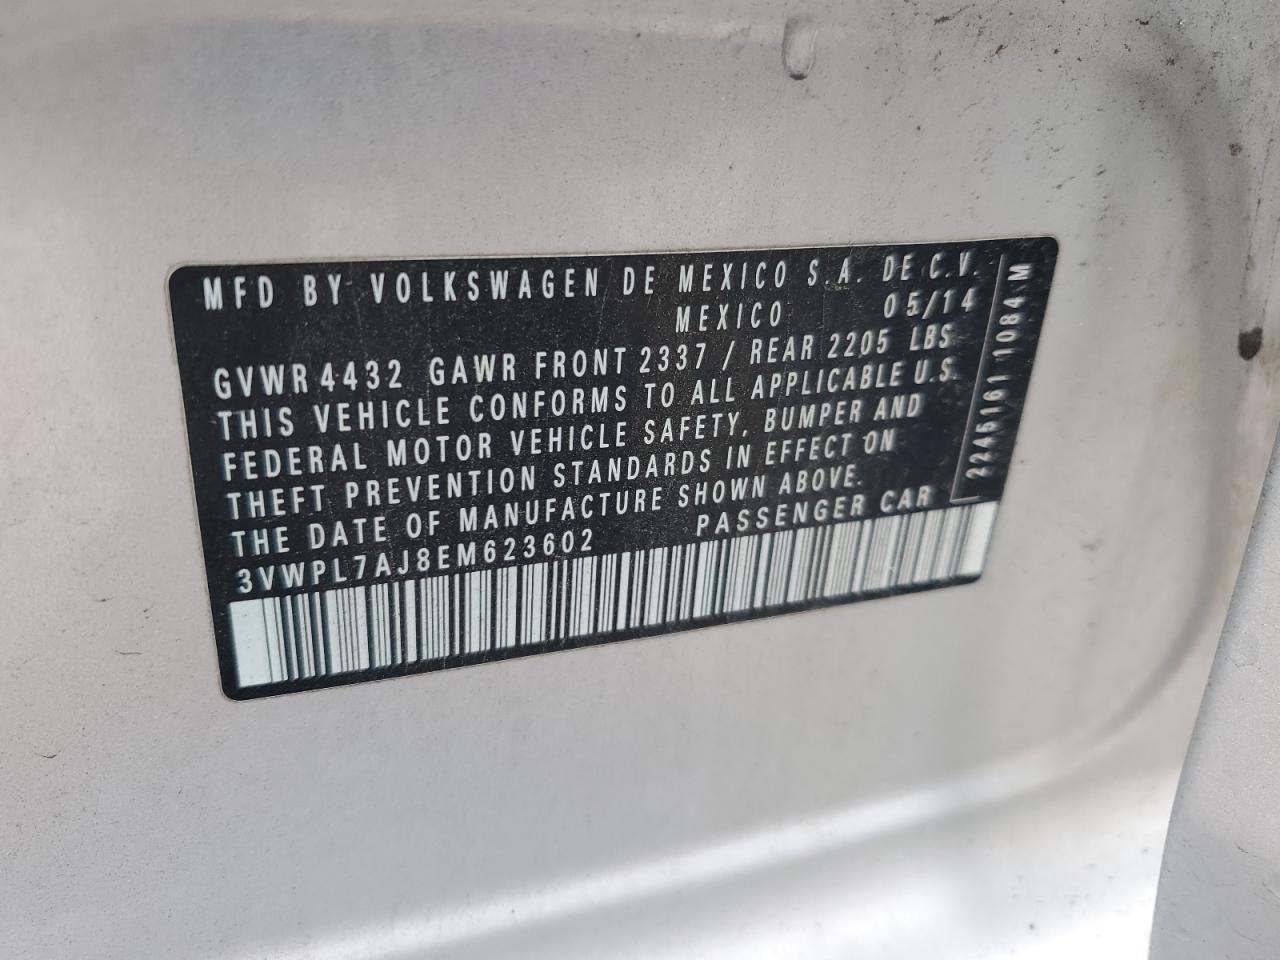 MFD BY VOLKSWAGEN DE MEXICO S.A. DE C.V.
MEXICO 05/14
GVWR 4432 GAWR FRONT 2337 / REAR 2205 LBS
THIS VEHICLE CONFORMS TO ALL APPLICABLE U.S.
FEDERAL MOTOR VEHICLE SAFETY, BUMPER AND
THEFT PREVENTION STANDARDS IN EFFECT ON
THE DATE OF MANUFACTURE SHOWN ABOVE.
3VWPL7AJ8EM623602 PASSENGER CAR
2245161 1084 M